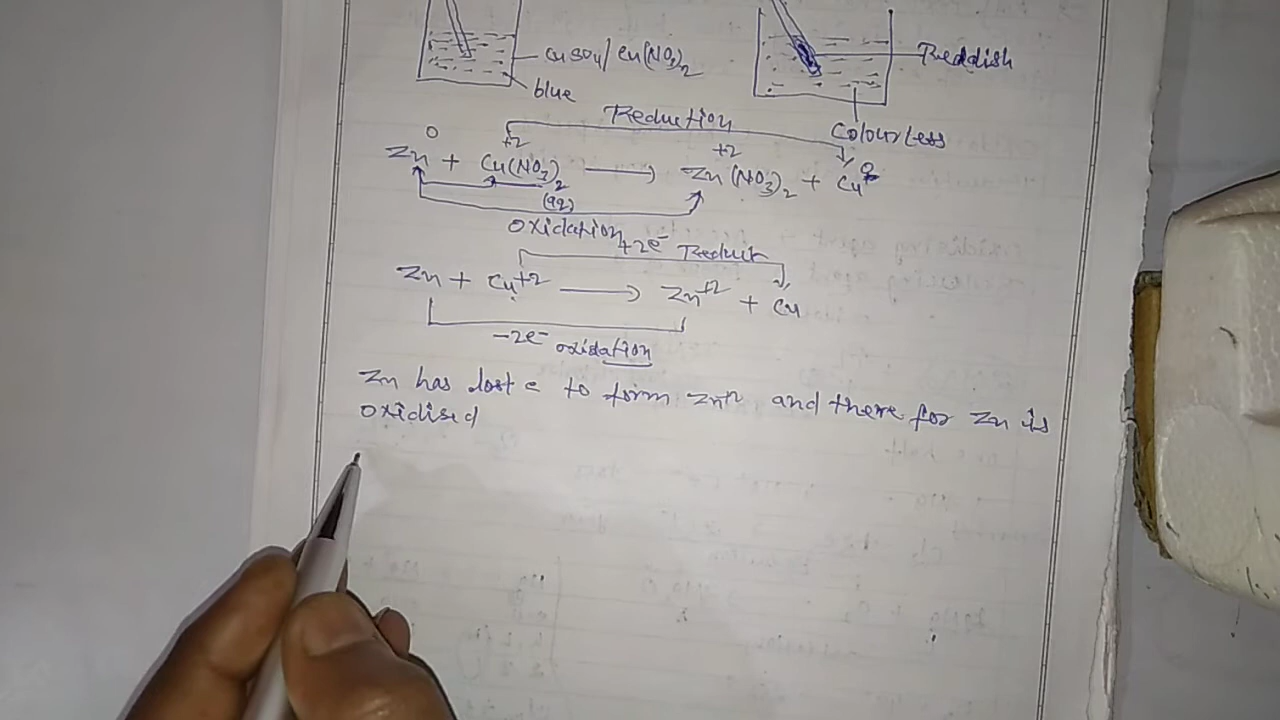 CuSO4/Cu(NO3)2
blue
Reddish
Colourless
Reduction
0 +2 +2 0
Zn + Cu(NO3)2 ⟶ Zn(NO3)2 + Cu
(aq)
Oxidation
+2e⁻ Reduct
Zn + Cu+2 ⟶ Zn+2 + Cu
-2e⁻ oxidation
Zn has lost e to form Zn+2 and there for Zn is
oxidised